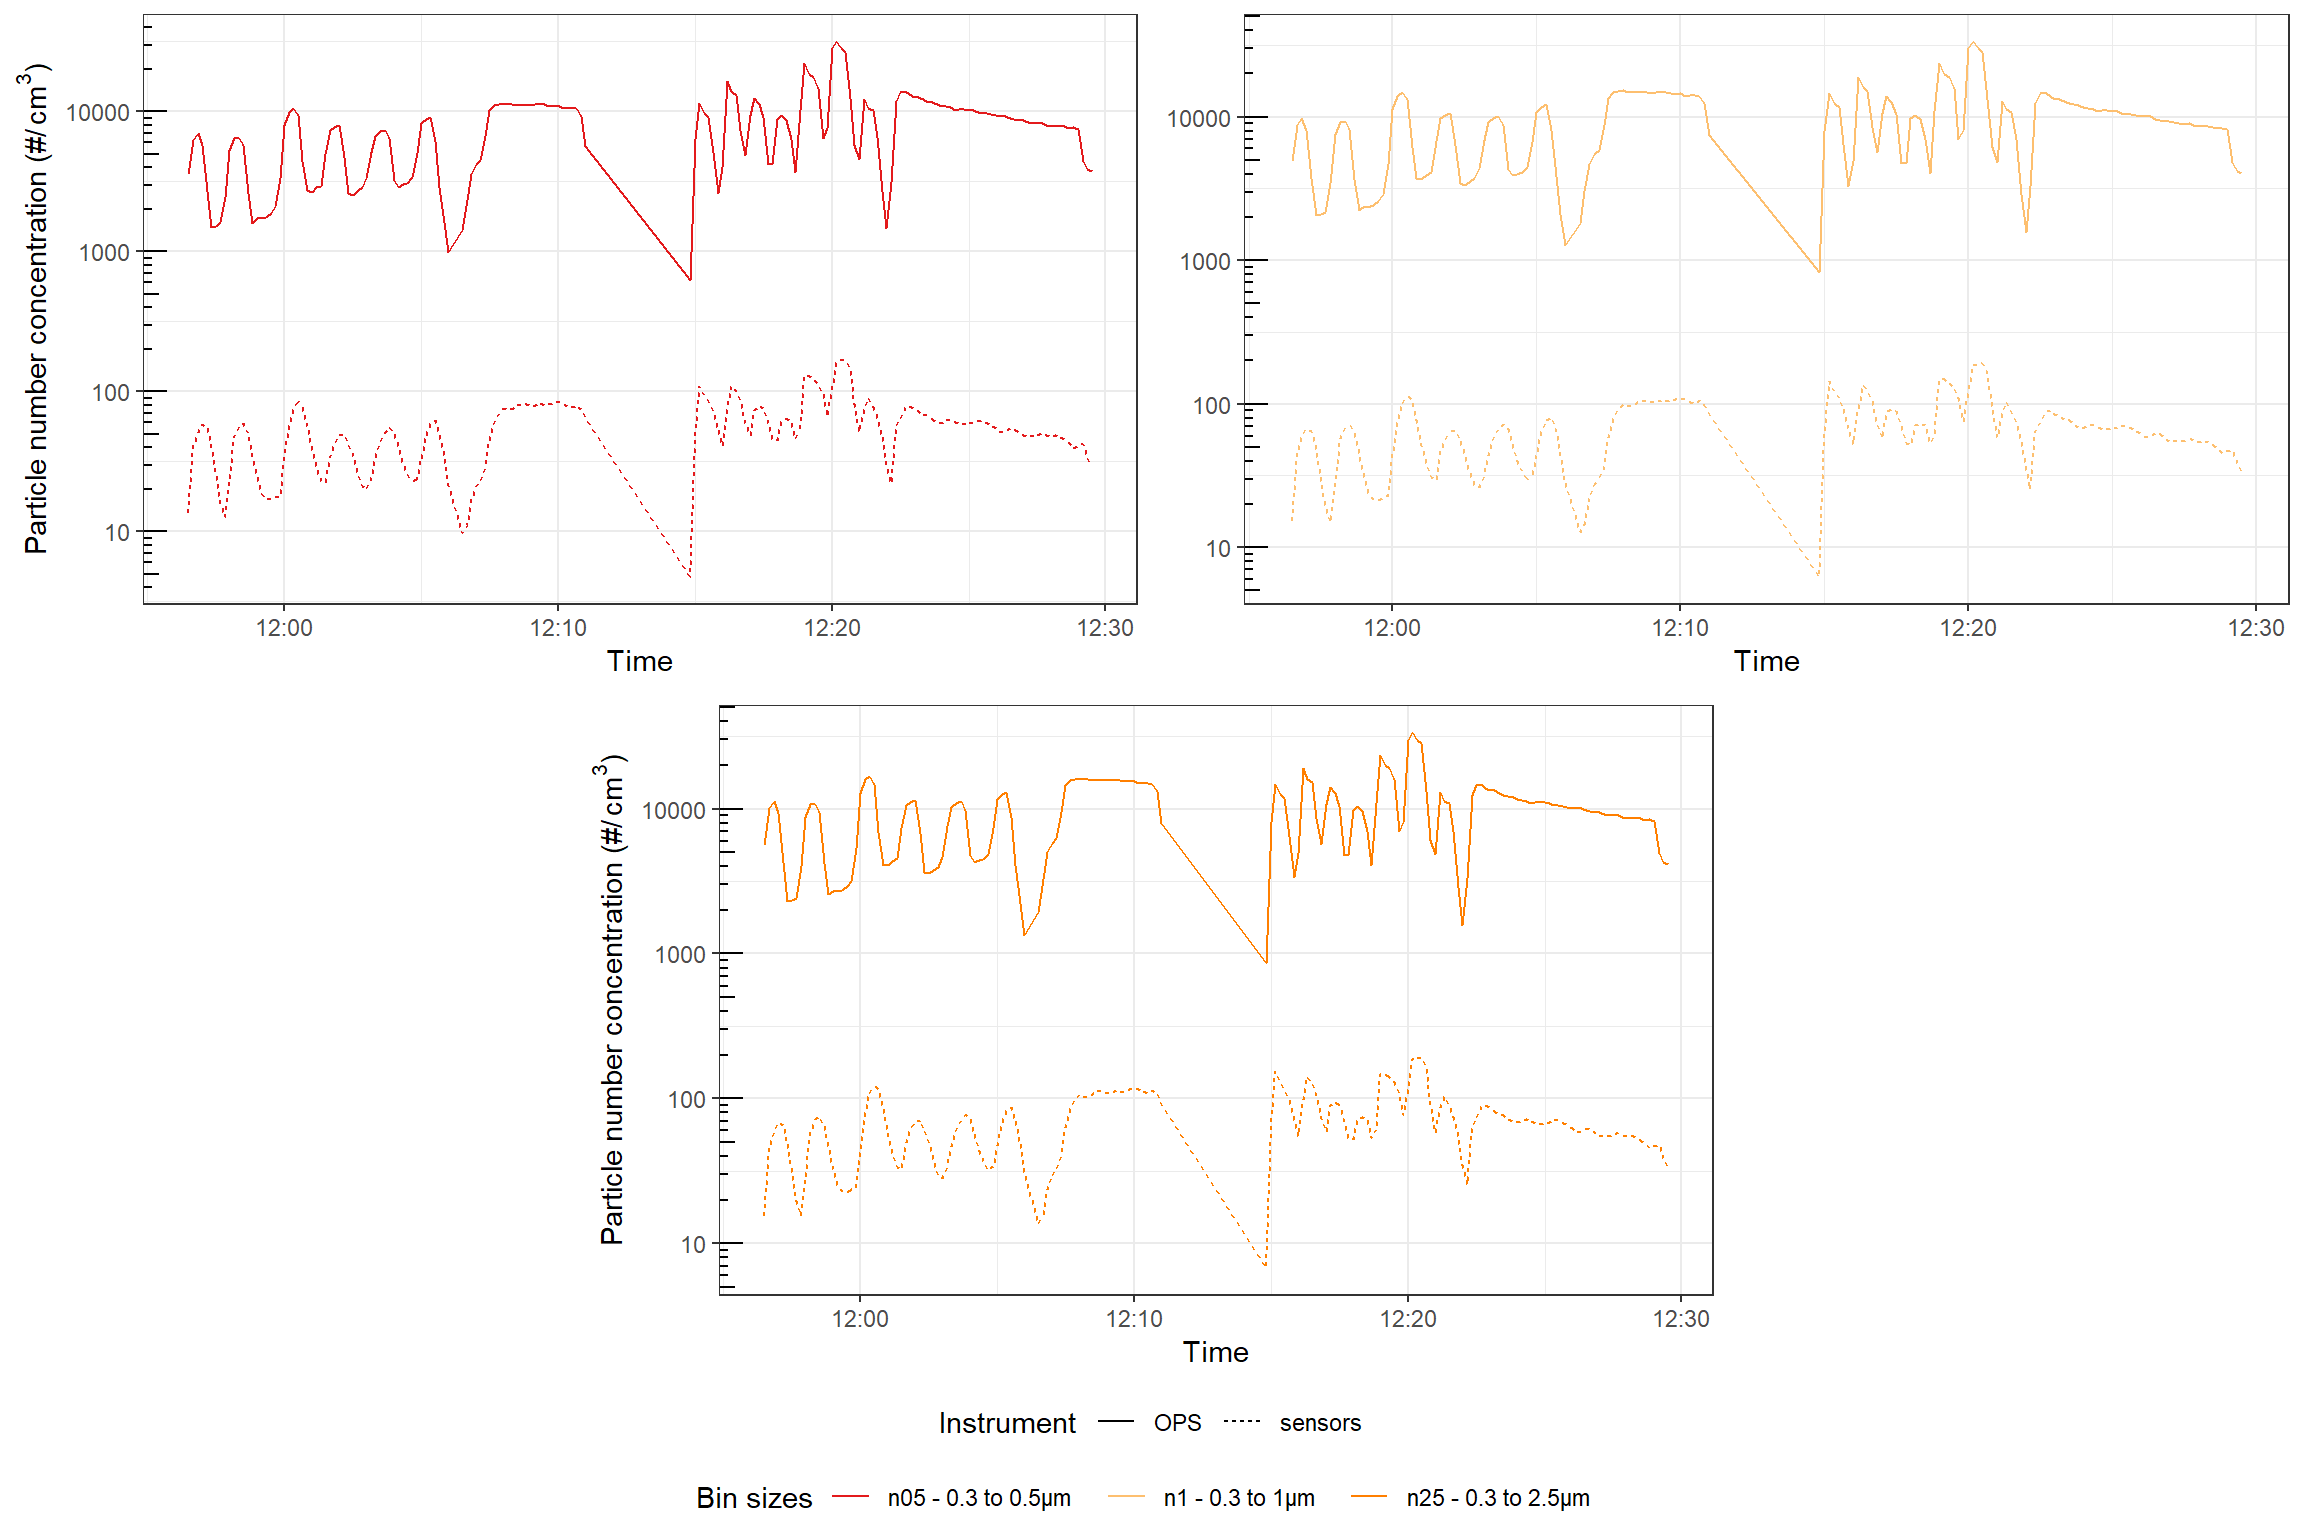 Particle number concentration (#/cm³)
10000
1000
100
10
12:00 12:10 12:20 12:30
Time
10000
1000
100
10
12:00 12:10 12:20 12:30
Time
Particle number concentration (#/cm³)
10000
1000
100
10
12:00 12:10 12:20 12:30
Time
Instrument OPS sensors
Bin sizes n05 - 0.3 to 0.5µm n1 - 0.3 to 1µm n25 - 0.3 to 2.5µm